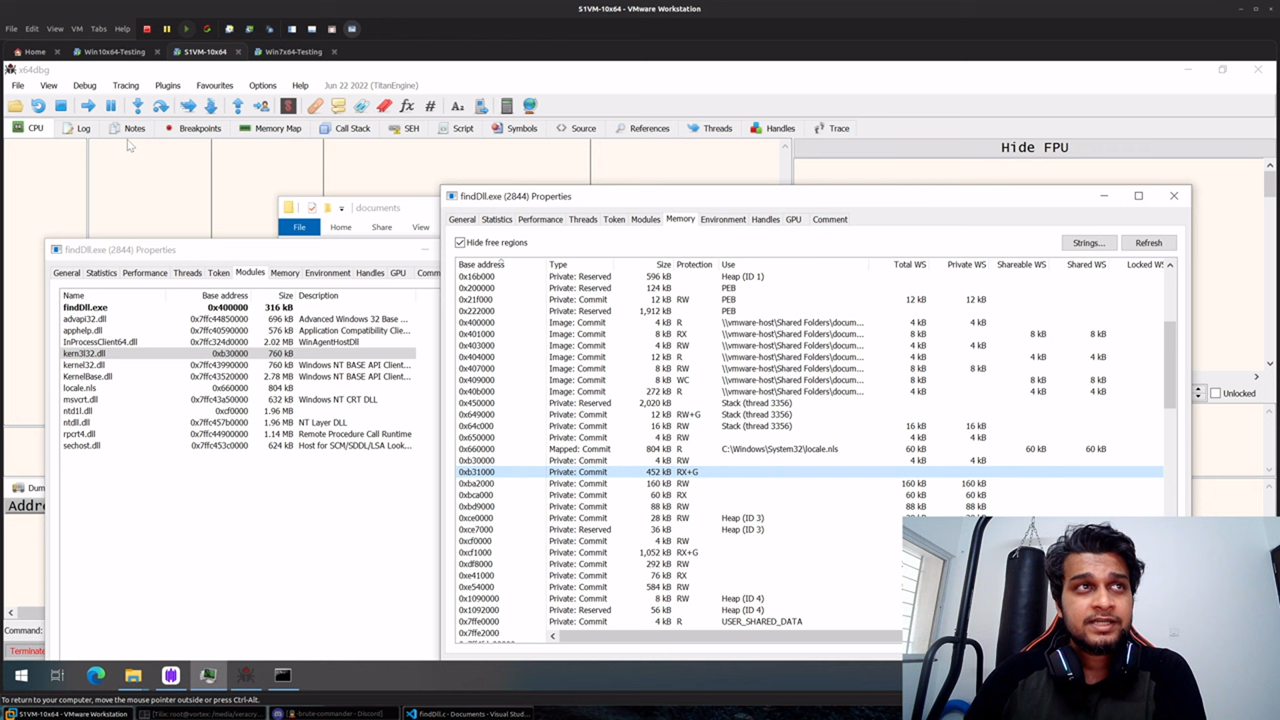 S1VM-10x64 - VMware Workstation
File Edit View VM Tabs Help
Home Win10x64-Testing S1VM-10x64 Win7x64-Testing
x64dbg
File View Debug Tracing Plugins Favourites Options Help Jun 22 2022 (TitanEngine)
CPU Log Notes Breakpoints Memory Map Call Stack SEH Script Symbols Source References Threads Handles Trace
Hide FPU
documents
File Home Share View
findDll.exe (2844) Properties
General Statistics Performance Threads Token Modules Memory Environment Handles GPU Comm
Name Base address Size Description
findDll.exe 0x400000 316 kB
advapi32.dll 0x7ffc44850000 696 kB Advanced Windows 32 Base ...
apphelp.dll 0x7ffc40590000 576 kB Application Compatibility Clie...
InProcessClient64.dll 0x7ffc324d0000 2.02 MB WinAgentHostDll
kern3l32.dll 0xb30000 760 kB
kernel32.dll 0x7ffc43990000 760 kB Windows NT BASE API Client...
KernelBase.dll 0x7ffc43520000 2.78 MB Windows NT BASE API Client...
locale.nls 0x660000 804 kB
msvcrt.dll 0x7ffc43a50000 632 kB Windows NT CRT DLL
ntd1l.dll 0xcf0000 1.96 MB
ntdll.dll 0x7ffc457b0000 1.96 MB NT Layer DLL
rpcrt4.dll 0x7ffc44900000 1.14 MB Remote Procedure Call Runtime
sechost.dll 0x7ffc453c0000 624 kB Host for SCM/SDDL/LSA Look...
findDll.exe (2844) Properties
General Statistics Performance Threads Token Modules Memory Environment Handles GPU Comment
Hide free regions Strings... Refresh
Base address Type Size Protection Use Total WS Private WS Shareable WS Shared WS Locked WS
0x16b000 Private: Reserved 596 kB Heap (ID 1)
0x200000 Private: Reserved 124 kB PEB
0x21f000 Private: Commit 12 kB RW PEB 12 kB 12 kB
0x222000 Private: Reserved 1,912 kB PEB
0x400000 Image: Commit 4 kB R \\vmware-host\Shared Folders\docum... 4 kB 4 kB
0x401000 Image: Commit 8 kB RX \\vmware-host\Shared Folders\docum... 8 kB 8 kB 8 kB
0x403000 Image: Commit 4 kB RW \\vmware-host\Shared Folders\docum... 4 kB 4 kB
0x404000 Image: Commit 12 kB R \\vmware-host\Shared Folders\docum... 4 kB 4 kB 4 kB
0x407000 Image: Commit 8 kB RW \\vmware-host\Shared Folders\docum... 8 kB 8 kB
0x409000 Image: Commit 8 kB WC \\vmware-host\Shared Folders\docum... 8 kB 8 kB 8 kB
0x40b000 Image: Commit 272 kB R \\vmware-host\Shared Folders\docum... 4 kB 4 kB 4 kB
0x450000 Private: Reserved 2,020 kB Stack (thread 3356)
0x649000 Private: Commit 12 kB RW+G Stack (thread 3356)
0x64c000 Private: Commit 16 kB RW Stack (thread 3356) 16 kB 16 kB
0x650000 Private: Commit 4 kB RW 4 kB 4 kB
0x660000 Mapped: Commit 804 kB R C:\Windows\System32\locale.nls 60 kB 60 kB 60 kB
0xb30000 Private: Commit 4 kB RW 4 kB 4 kB
0xb31000 Private: Commit 452 kB RX+G
0xba2000 Private: Commit 160 kB RW 160 kB 160 kB
0xbca000 Private: Commit 60 kB RX 60 kB 60 kB
0xbd9000 Private: Commit 88 kB RW 88 kB 88 kB
0xce0000 Private: Commit 28 kB RW Heap (ID 3)
0xce7000 Private: Reserved 36 kB Heap (ID 3)
0xcf0000 Private: Commit 4 kB RW
0xcf1000 Private: Commit 1,052 kB RX+G
0xdf8000 Private: Commit 292 kB RW
0xe41000 Private: Commit 76 kB RX
0xe54000 Private: Commit 584 kB RW
0x1090000 Private: Commit 8 kB RW Heap (ID 4)
0x1092000 Private: Reserved 56 kB Heap (ID 4)
0x7ffe0000 Private: Commit 4 kB R USER_SHARED_DATA
0x7ffe2000
Unlocked
Dum
Addre
Command:
Terminate
To return to your computer, move the mouse pointer outside or press Ctrl-Alt.
S1VM-10x64 - VMware Workstation [Tilix: root@vortex: /media/veracry... -brute-commander - Discord] findDll.c - Documents - Visual Stud...